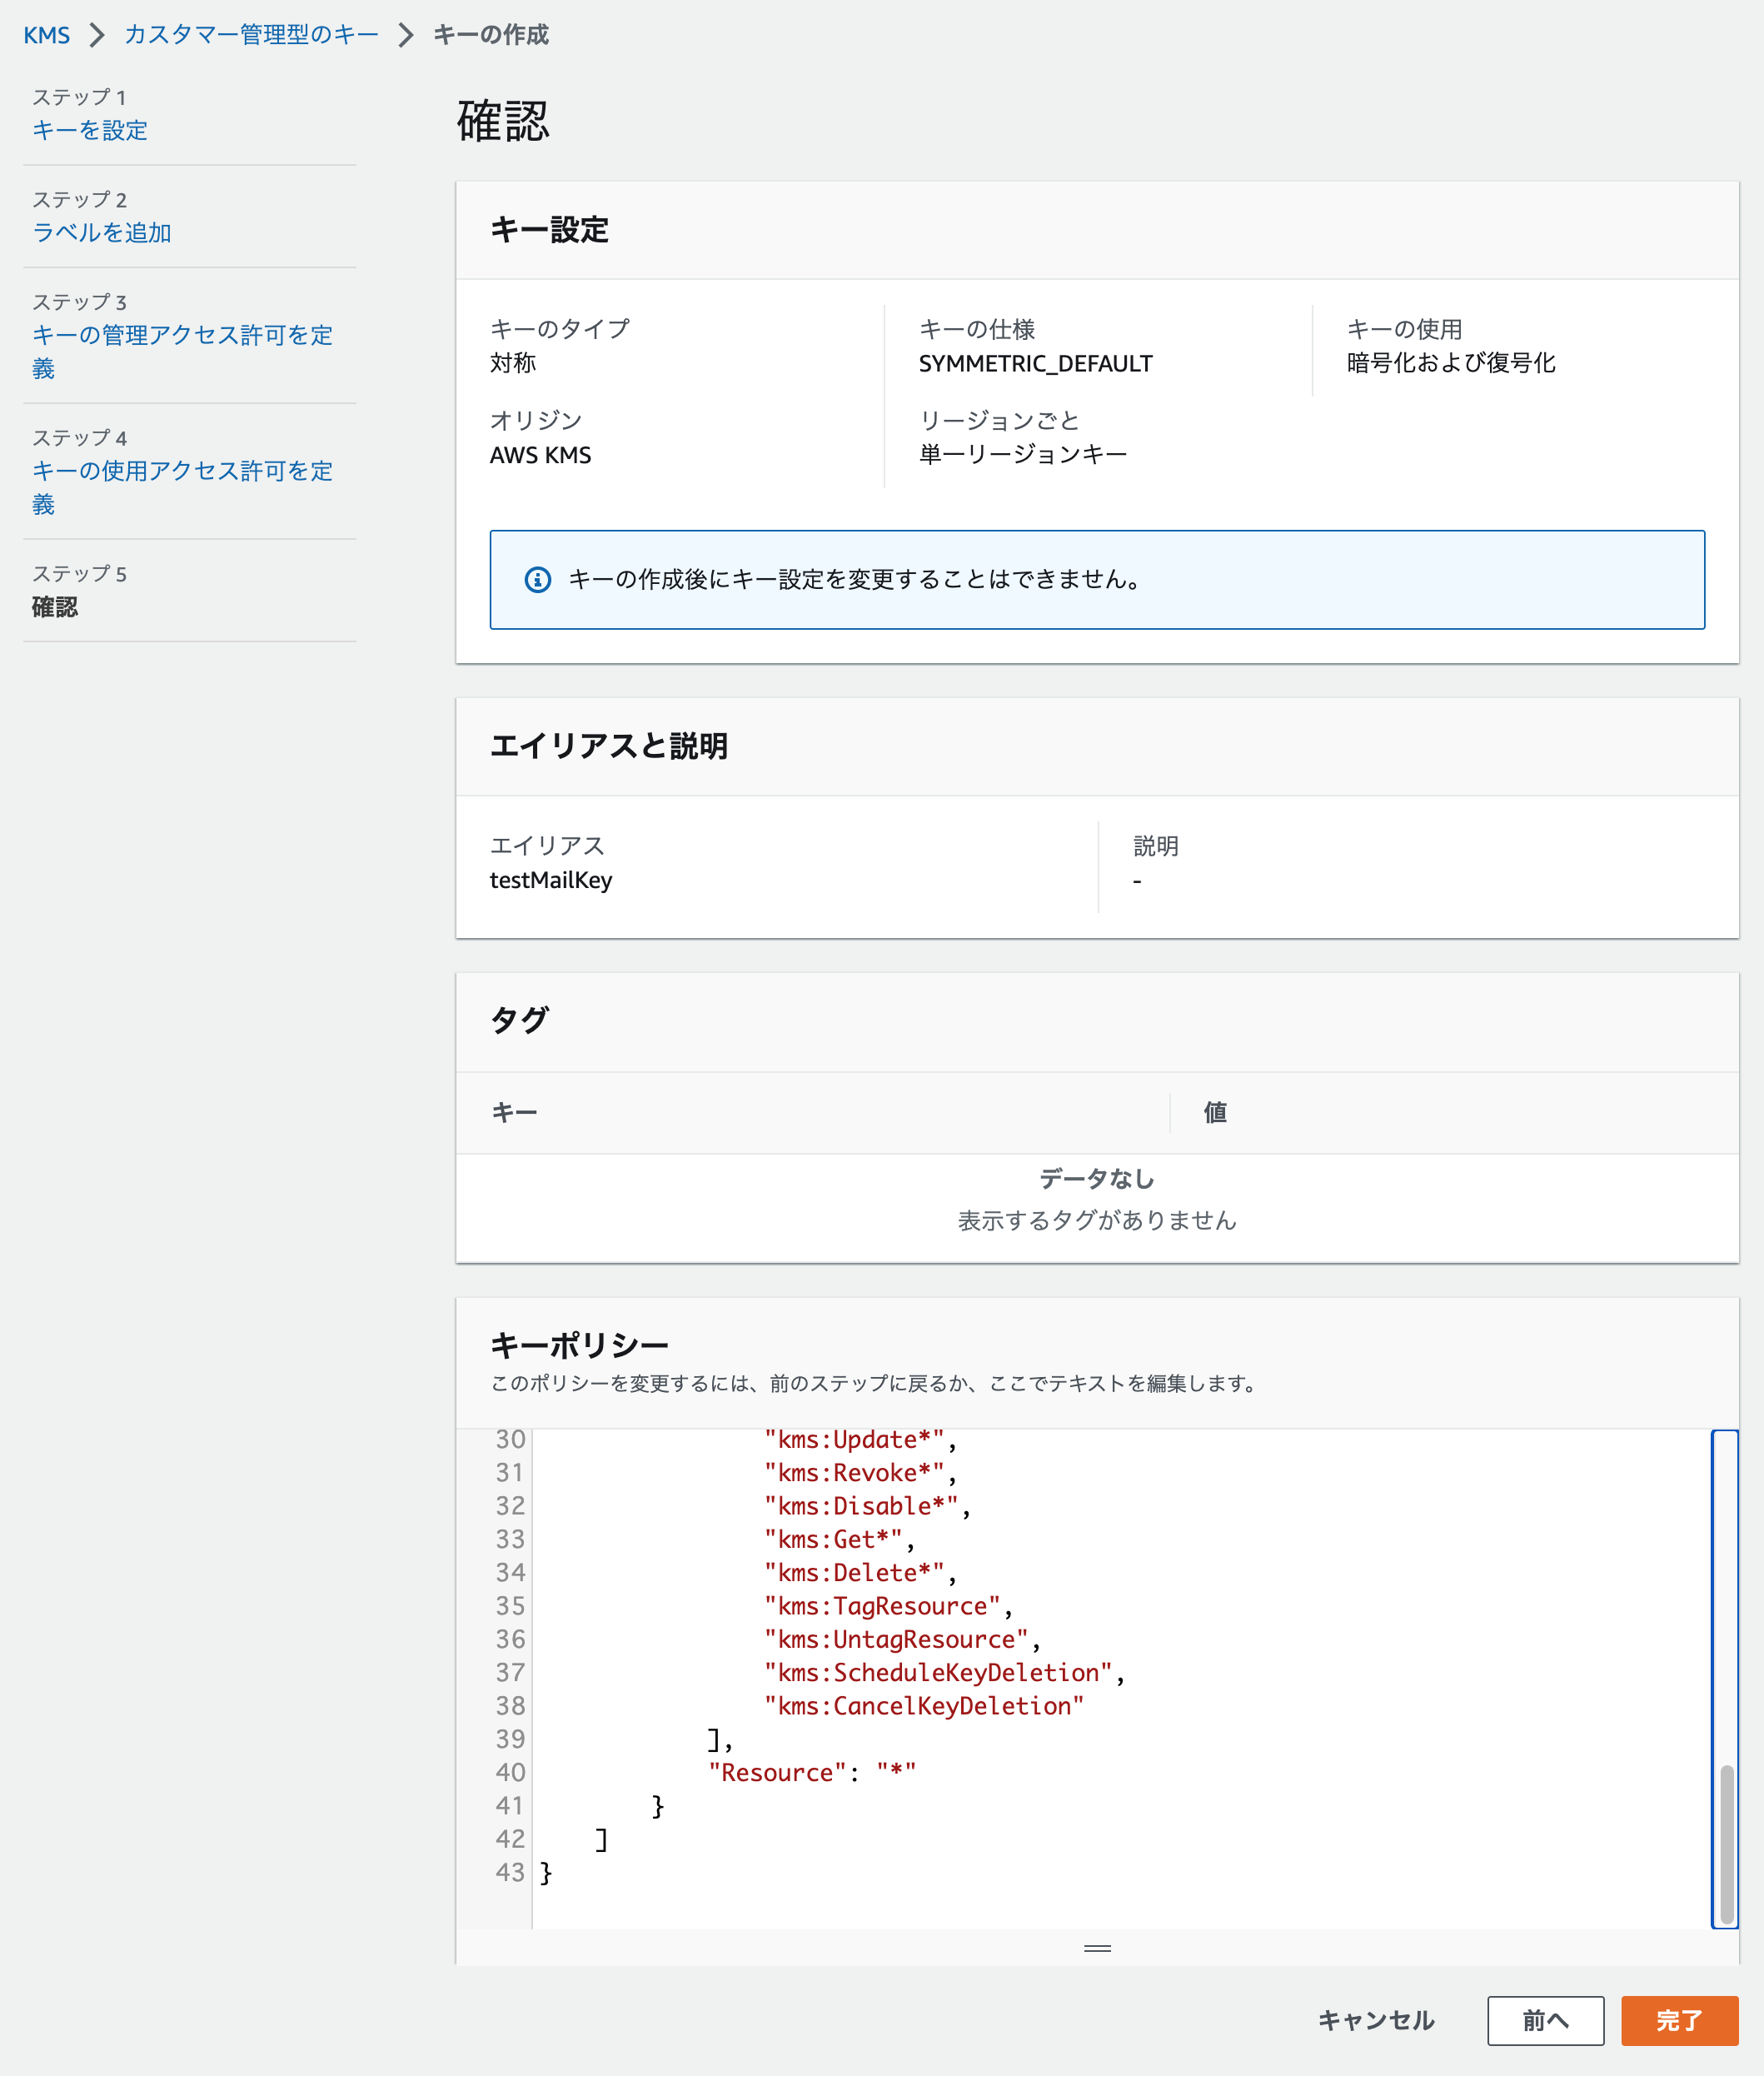 KMS > カスタマー管理型のキー > キーの作成
ステップ 1
キーを設定
ステップ 2
ラベルを追加
ステップ 3
キーの管理アクセス許可を定
義
ステップ 4
キーの使用アクセス許可を定
義
ステップ 5
確認
確認
キー設定
キーのタイプ
対称
キーの仕様
SYMMETRIC_DEFAULT
キーの使用
暗号化および復号化
オリジン
AWS KMS
リージョンごと
単一リージョンキー
キーの作成後にキー設定を変更することはできません。
エイリアスと説明
エイリアス
testMailKey
説明
-
タグ
キー 値
データなし
表示するタグがありません
キーポリシー
このポリシーを変更するには、前のステップに戻るか、ここでテキストを編集します。
30 "kms:Update*",
31 "kms:Revoke*",
32 "kms:Disable*",
33 "kms:Get*",
34 "kms:Delete*",
35 "kms:TagResource",
36 "kms:UntagResource",
37 "kms:ScheduleKeyDeletion",
38 "kms:CancelKeyDeletion"
39 ],
40 "Resource": "*"
41 }
42 ]
43 }
キャンセル 前へ 完了